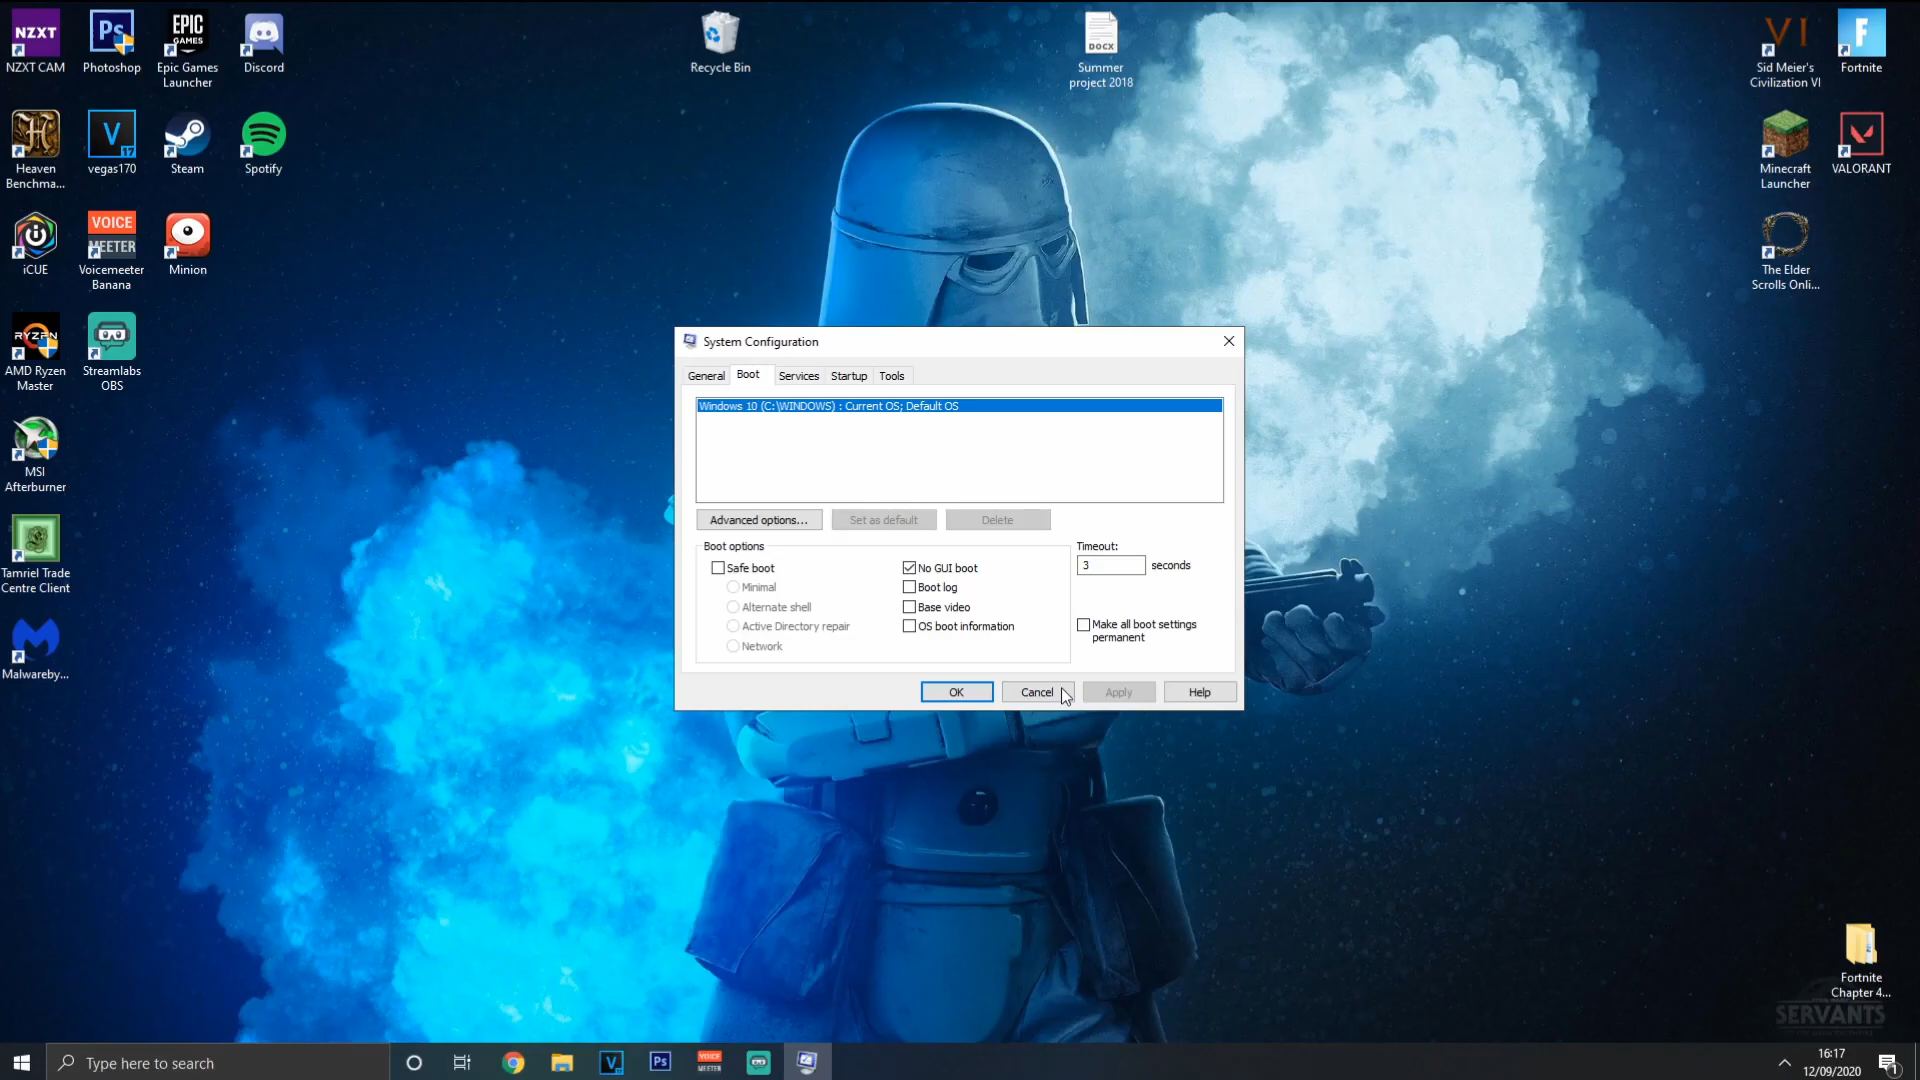 NZXT
NZXT CAM
Ps
Photoshop
EPIC
GAMES
Epic Games
Launcher
Discord
Recycle Bin
DOCX
Summer
project 2018
VI
Sid Meier's
Civilization VI
F
Fortnite
H
Heaven
Benchma...
V
17
vegas170
Steam
Spotify
Minecraft
Launcher
VALORANT
iCUE
VOICE
MEETER
Voicemeeter
Banana
Minion
The Elder
Scrolls Onli...
RYZEN
AMD Ryzen
Master
Streamlabs
OBS
MSI
Afterburner
Tamriel Trade
Centre Client
Malwareby...
System Configuration
General
Boot
Services
Startup
Tools
Windows 10 (C:\WINDOWS) : Current OS; Default OS
Advanced options...
Set as default
Delete
Boot options
Safe boot
Minimal
Alternate shell
Active Directory repair
Network
No GUI boot
Boot log
Base video
OS boot information
Timeout:
3 seconds
Make all boot settings
permanent
OK
Cancel
Apply
Help
Fortnite
Chapter 4...
SERVANTS
Type here to search
V
Ps
VOICE
MEETER
16:17
12/09/2020
1